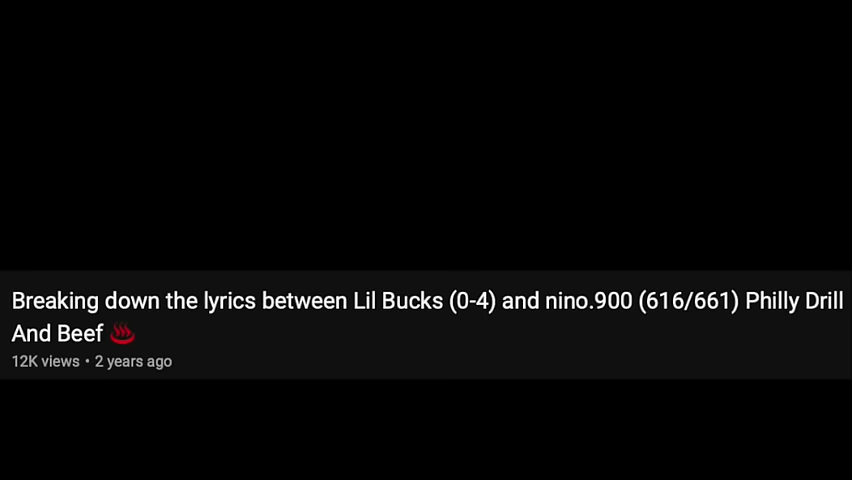 Breaking down the lyrics between Lil Bucks (0-4) and nino.900 (616/661) Philly Drill
And Beef ♨️
12K views • 2 years ago